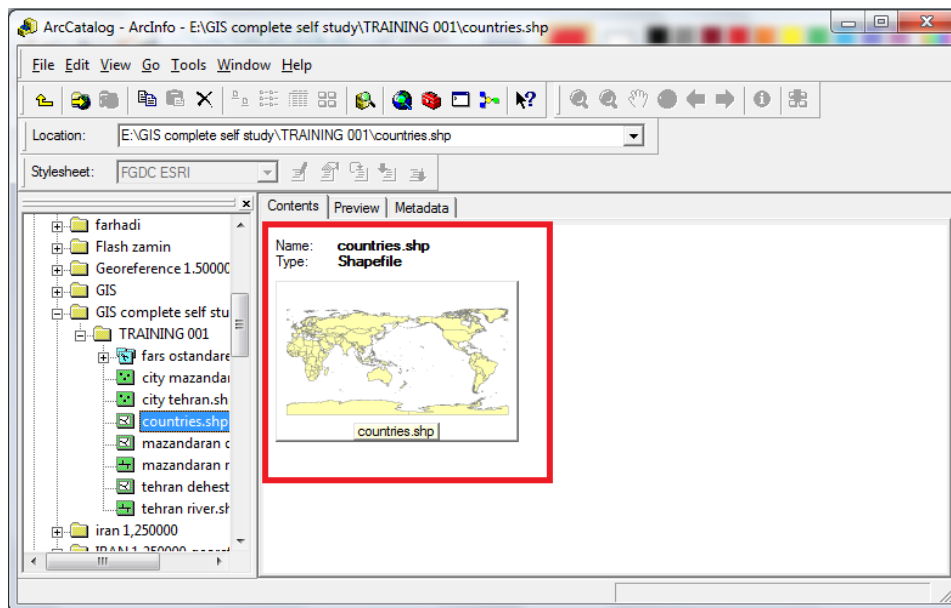 ArcCatalog - ArcInfo - E:\GIS complete self study\TRAINING 001\countries.shp
File Edit View Go Tools Window Help
Location: E:\GIS complete self study\TRAINING 001\countries.shp
Stylesheet: FGDC ESRI
Contents Preview Metadata
farhadi
Flash zamin
Georeference 1.50000
GIS
GIS complete self stu
TRAINING 001
fars ostandare
city mazandar
city tehran.sh
countries.shp
mazandaran
mazandaran r
tehran dehest
tehran river.sh
iran 1,250000
Name: countries.shp
Type: Shapefile
countries.shp